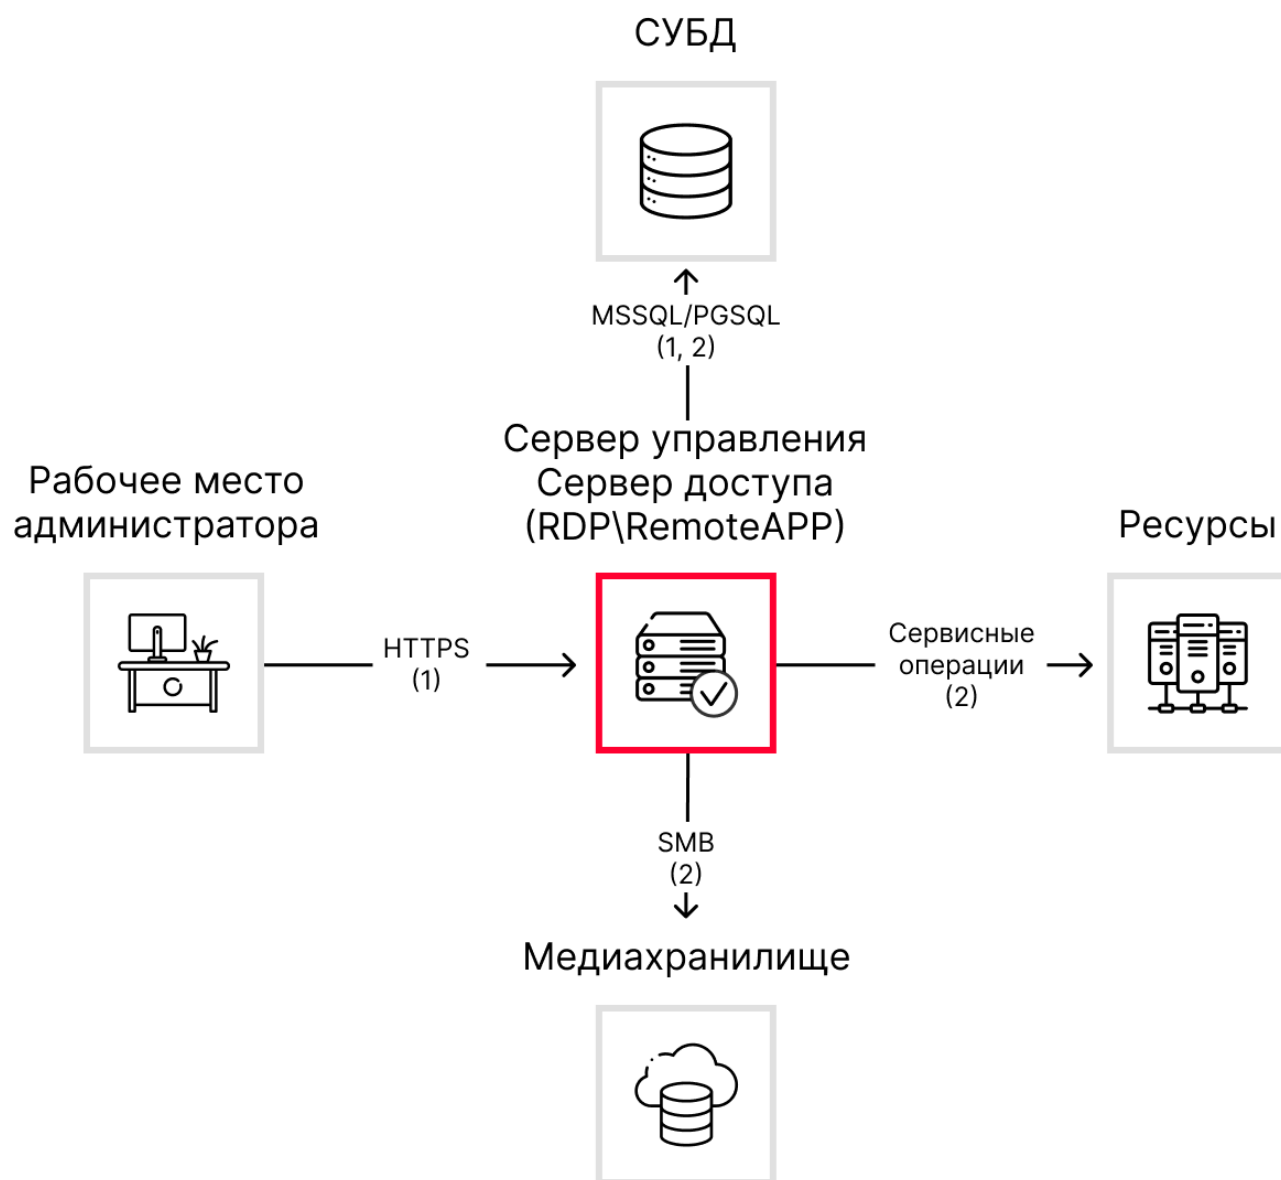 СУБД
MSSQL/PGSQL
(1, 2)
Сервер управления
Сервер доступа
(RDP\RemoteAPP)
Рабочее место
администратора
Ресурсы
HTTPS
(1)
Сервисные
операции
(2)
SMB
(2)
Медиахранилище